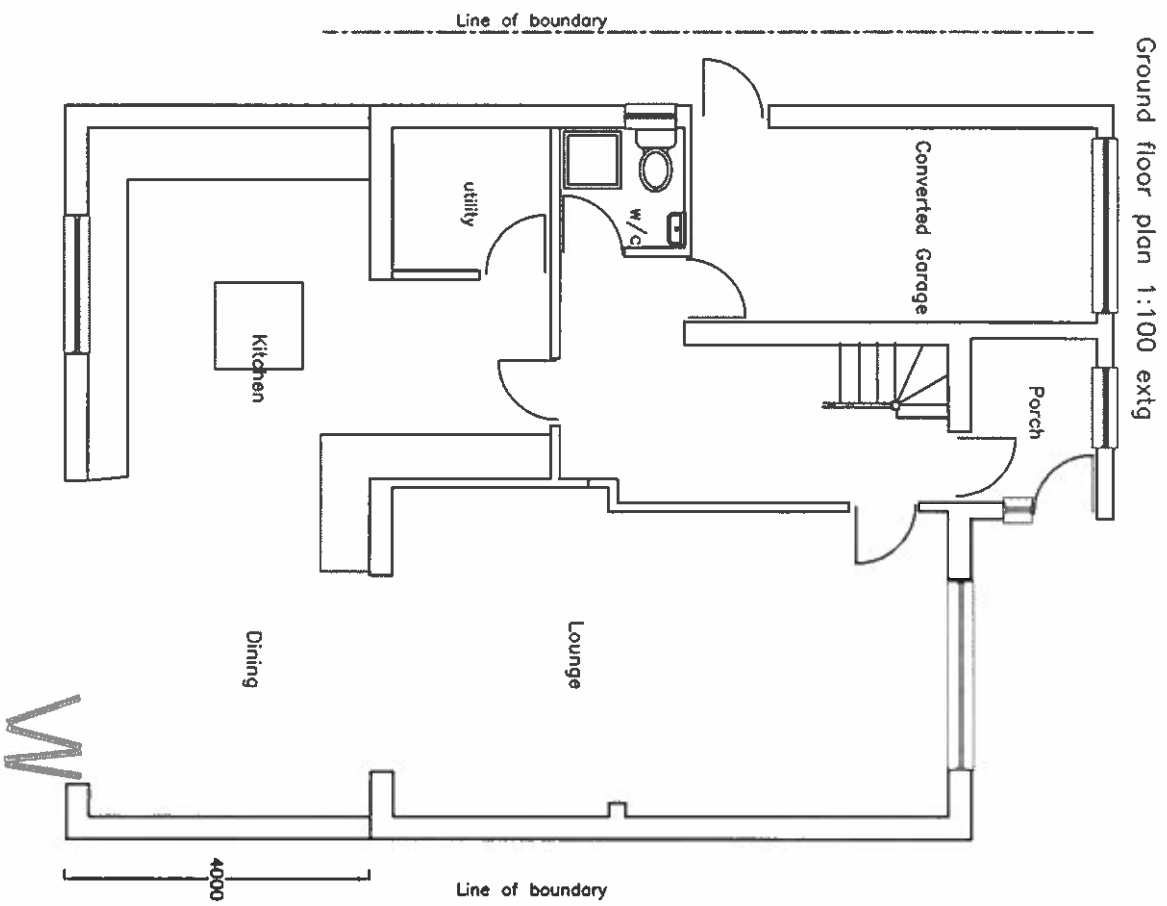 Ground floor plan 1:100 extg
Line of boundary
Converted Garage
Porch
w/c
utility
Kitchen
Lounge
Dining
4000
Line of boundary